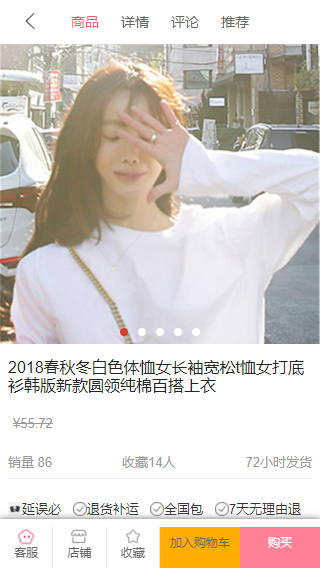 商品 详情 评论 推荐
2018春秋冬白色体恤女长袖宽松t恤女打底
衫韩版新款圆领纯棉百搭上衣
¥55.72
销量 86 收藏14人 72小时发货
延误必 退货补运 全国包 7天无理由退
客服 店铺 收藏 加入购物车 购买